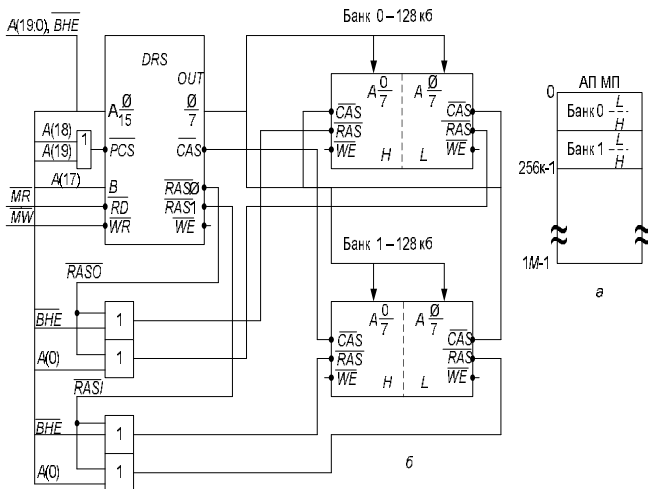 A(19:0), BHE
DRS
OUT
A Ø/15
Ø/7
A(18)
A(19)
1
PCS
CAS
A(17)
B
RASØ
MR
RD
RAS1
MW
WR
WE
RASO
BHE
1
A(0)
1
RASI
BHE
1
A(0)
1
Банк 0 – 128 кб
A 0/7
A Ø/7
CAS
CAS
RAS
RAS
WE
WE
H
L
Банк 1 – 128 кб
A 0/7
A Ø/7
CAS
CAS
RAS
RAS
WE
WE
H
L
б
АП МП
0
Банк 0 L/H
Банк 1 L/H
256к-1
1М-1
а